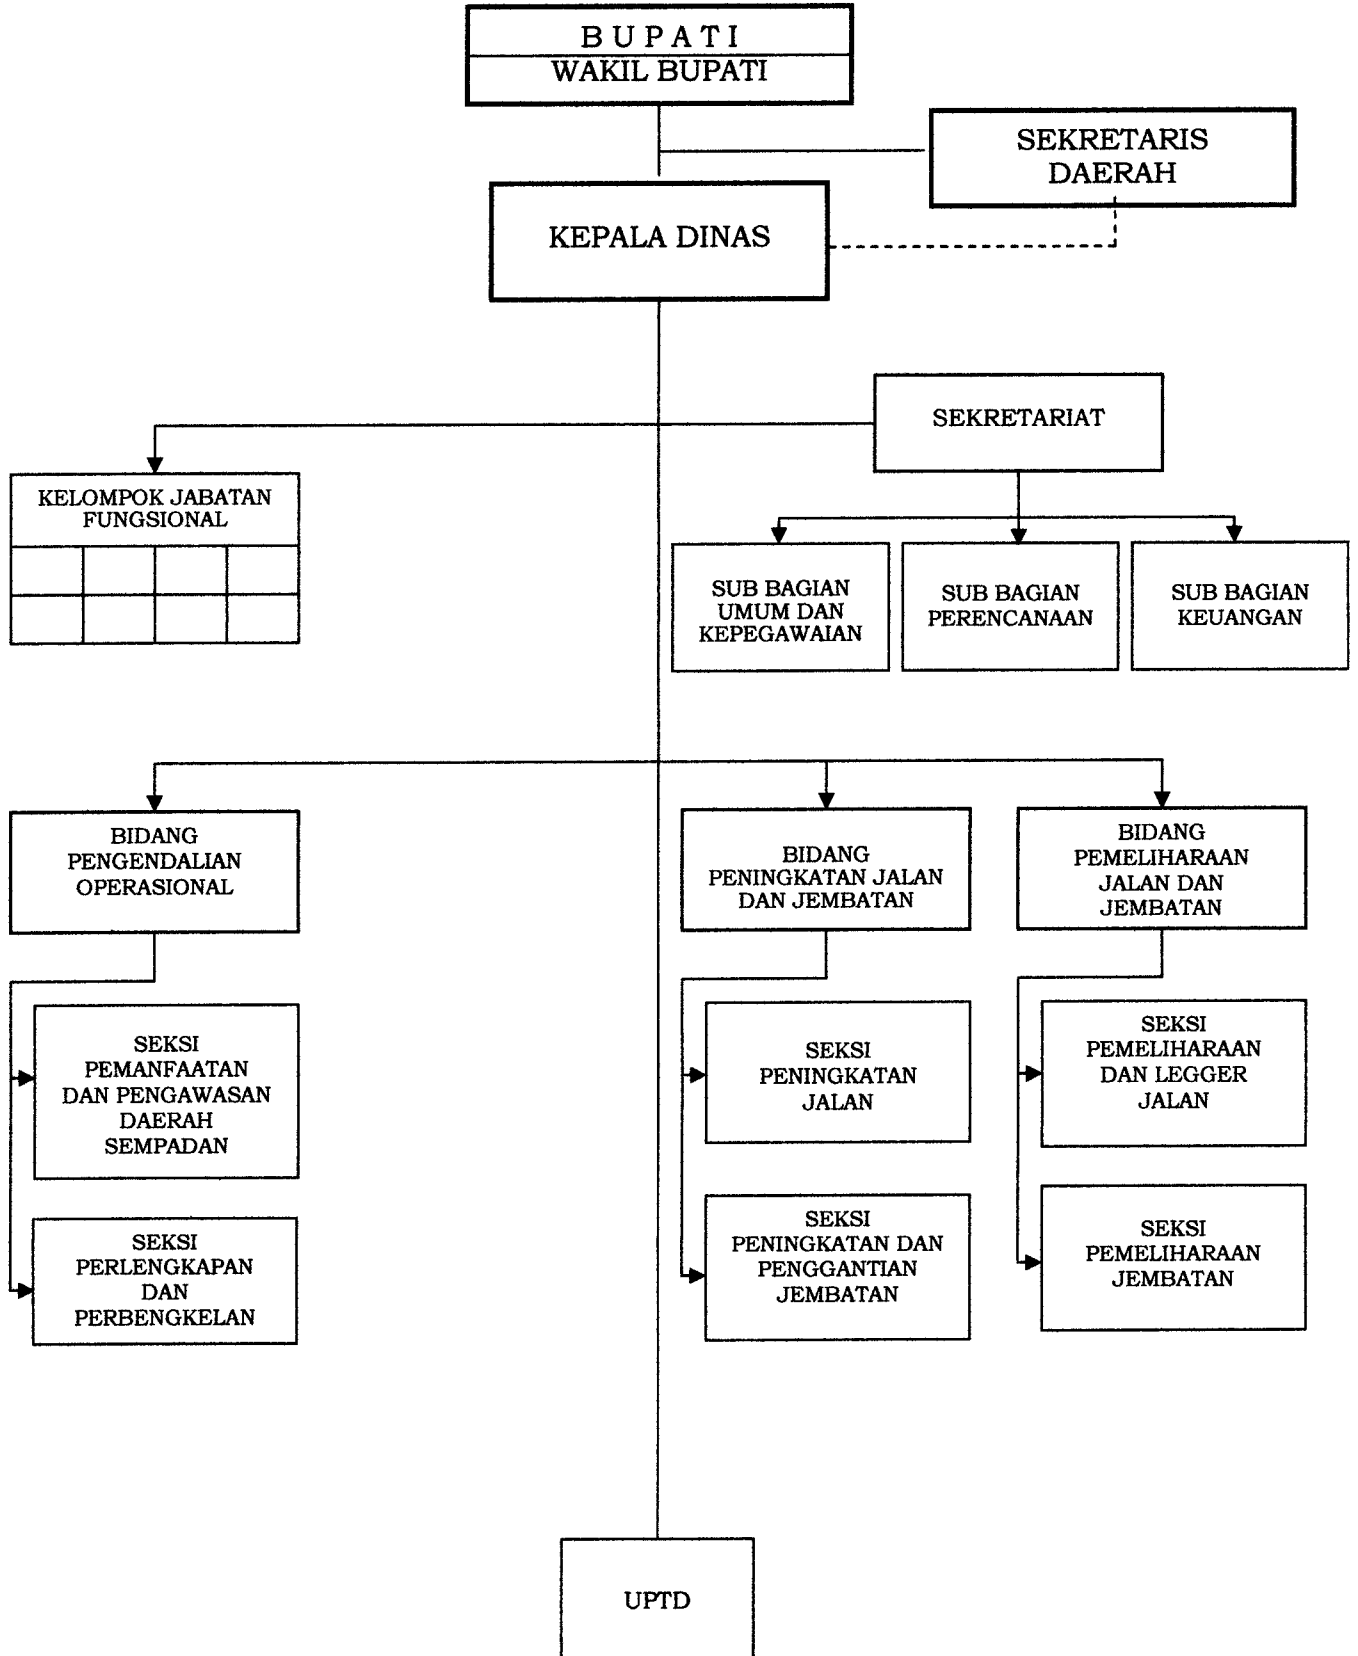 B U P A T I
WAKIL BUPATI
SEKRETARIS
DAERAH
KEPALA DINAS
SEKRETARIAT
KELOMPOK JABATAN
FUNGSIONAL
SUB BAGIAN
UMUM DAN
KEPEGAWAIAN
SUB BAGIAN
PERENCANAAN
SUB BAGIAN
KEUANGAN
BIDANG
PENGENDALIAN
OPERASIONAL
BIDANG
PENINGKATAN JALAN
DAN JEMBATAN
BIDANG
PEMELIHARAAN
JALAN DAN
JEMBATAN
SEKSI
PEMANFAATAN
DAN PENGAWASAN
DAERAH
SEMPADAN
SEKSI
PENINGKATAN
JALAN
SEKSI
PEMELIHARAAN
DAN LEGGER
JALAN
SEKSI
PERLENGKAPAN
DAN
PERBENGKELAN
SEKSI
PENINGKATAN DAN
PENGGANTIAN
JEMBATAN
SEKSI
PEMELIHARAAN
JEMBATAN
UPTD